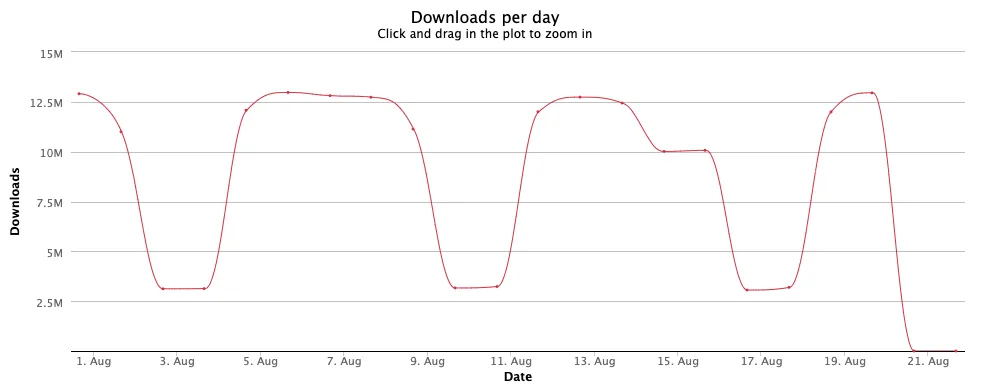 Downloads per day
Click and drag in the plot to zoom in
15M
12.5M
10M
7.5M
5M
2.5M
Downloads
1. Aug 3. Aug 5. Aug 7. Aug 9. Aug 11. Aug 13. Aug 15. Aug 17. Aug 19. Aug 21. Aug
Date